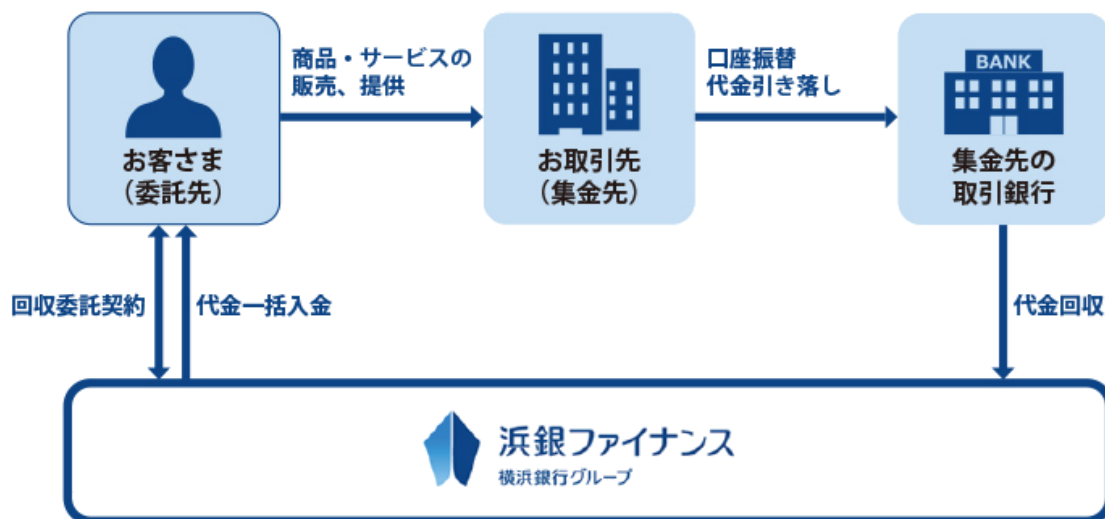 商品・サービスの
販売、提供
口座振替
代金引き落し
BANK
お客さま
(委託先)
お取引先
(集金先)
集金先の
取引銀行
回収委託契約
代金一括入金
代金回収
浜銀ファイナンス
横浜銀行グループ